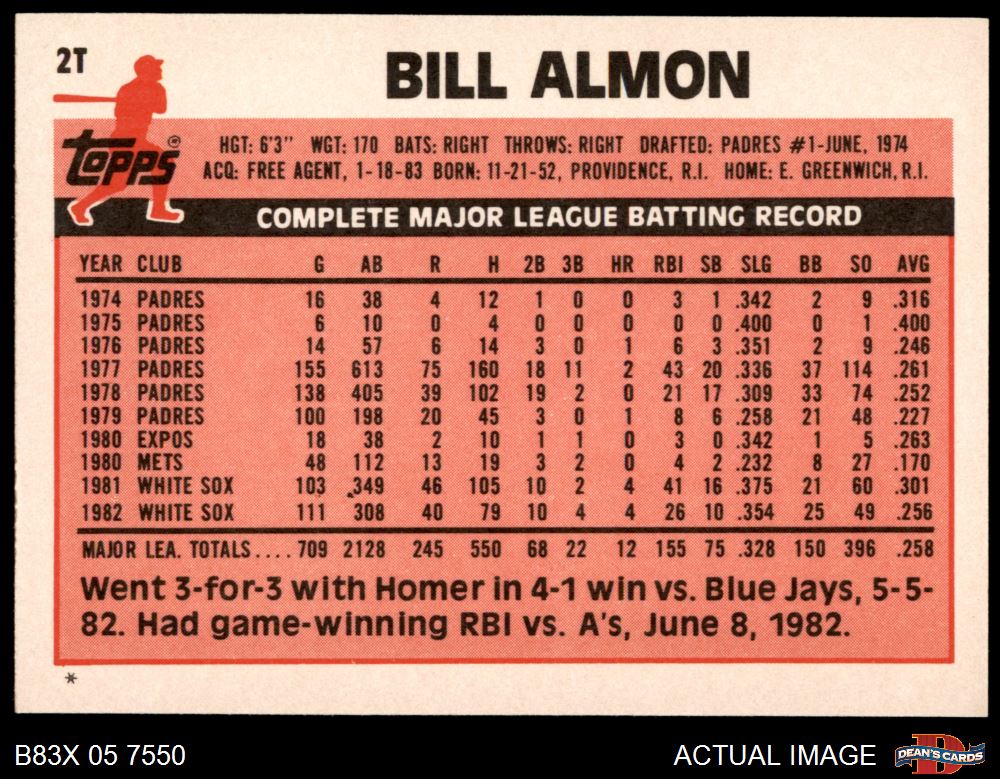 2T
BILL ALMON
TOPPS®
HGT: 6'3" WGT: 170 BATS: RIGHT THROWS: RIGHT DRAFTED: PADRES #1-JUNE, 1974
ACQ: FREE AGENT, 1-18-83 BORN: 11-21-52, PROVIDENCE, R.I. HOME: E. GREENWICH, R.I.
COMPLETE MAJOR LEAGUE BATTING RECORD
YEAR CLUB G AB R H 2B 3B HR RBI SB SLG BB SO AVG
1974 PADRES 16 38 4 12 1 0 0 3 1 .342 2 9 .316
1975 PADRES 6 10 0 4 0 0 0 0 0 .400 0 1 .400
1976 PADRES 14 57 6 14 3 0 1 6 3 .351 2 9 .246
1977 PADRES 155 613 75 160 18 11 2 43 20 .336 37 114 .261
1978 PADRES 138 405 39 102 19 2 0 21 17 .309 33 74 .252
1979 PADRES 100 198 20 45 3 0 1 8 6 .258 21 48 .227
1980 EXPOS 18 38 2 10 1 1 0 3 0 .342 1 5 .263
1980 METS 48 112 13 19 3 2 0 4 2 .232 8 27 .170
1981 WHITE SOX 103 349 46 105 10 2 4 41 16 .375 21 60 .301
1982 WHITE SOX 111 308 40 79 10 4 4 26 10 .354 25 49 .256
MAJOR LEA. TOTALS.... 709 2128 245 550 68 22 12 155 75 .328 150 396 .258
Went 3-for-3 with Homer in 4-1 win vs. Blue Jays, 5-5-
82. Had game-winning RBI vs. A's, June 8, 1982.
*
B83X 05 7550
ACTUAL IMAGE
DEAN'S CARDS